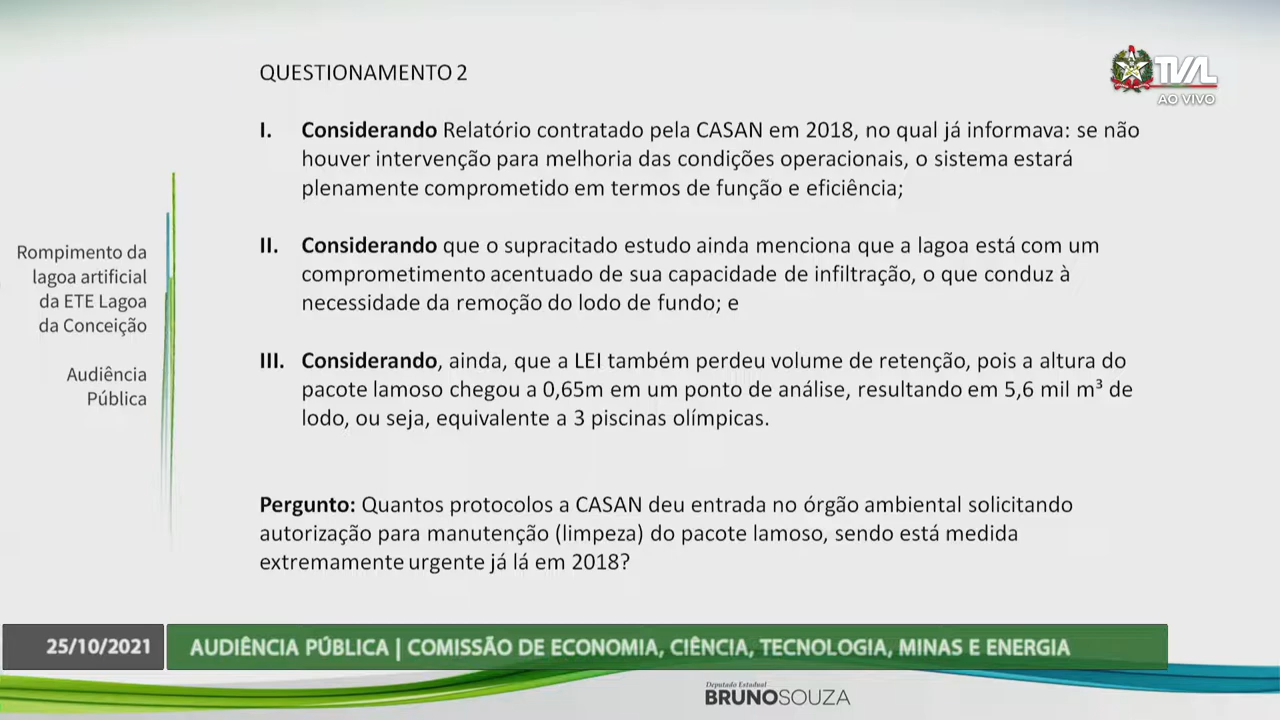 QUESTIONAMENTO 2
TVAL
AO VIVO
I. Considerando Relatório contratado pela CASAN em 2018, no qual já informava: se não
houver intervenção para melhoria das condições operacionais, o sistema estará
plenamente comprometido em termos de função e eficiência;
II. Considerando que o supracitado estudo ainda menciona que a lagoa está com um
comprometimento acentuado de sua capacidade de infiltração, o que conduz à
necessidade da remoção do lodo de fundo; e
III. Considerando, ainda, que a LEI também perdeu volume de retenção, pois a altura do
pacote lamoso chegou a 0,65m em um ponto de análise, resultando em 5,6 mil m³ de
lodo, ou seja, equivalente a 3 piscinas olímpicas.
Pergunto: Quantos protocolos a CASAN deu entrada no órgão ambiental solicitando
autorização para manutenção (limpeza) do pacote lamoso, sendo está medida
extremamente urgente já lá em 2018?
Rompimento da
lagoa artificial
da ETE Lagoa
da Conceição
Audiência
Pública
25/10/2021
AUDIÊNCIA PÚBLICA | COMISSÃO DE ECONOMIA, CIÊNCIA, TECNOLOGIA, MINAS E ENERGIA
Deputado Estadual
BRUNOSOUZA